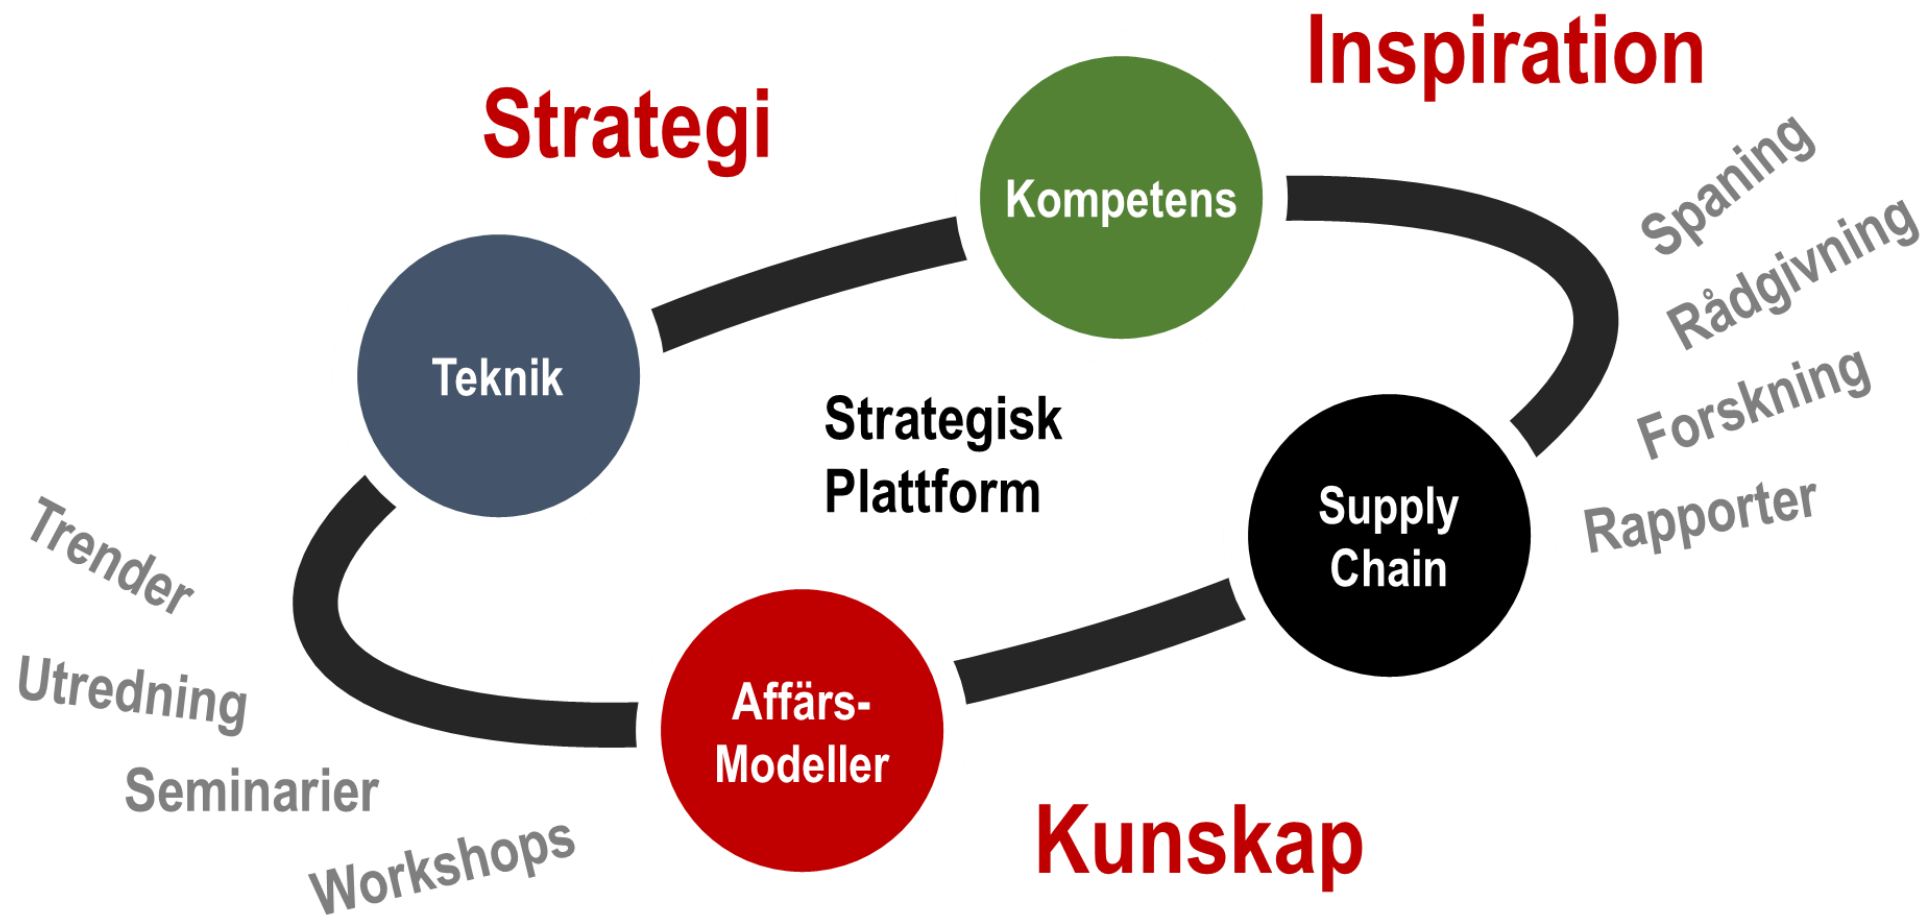 Inspiration
Strategi
Kompetens
Spaning
Rådgivning
Teknik
Strategisk
Plattform
Forskning
Supply
Chain
Rapporter
Trender
Utredning
Affärs-
Modeller
Seminarier
Workshops
Kunskap